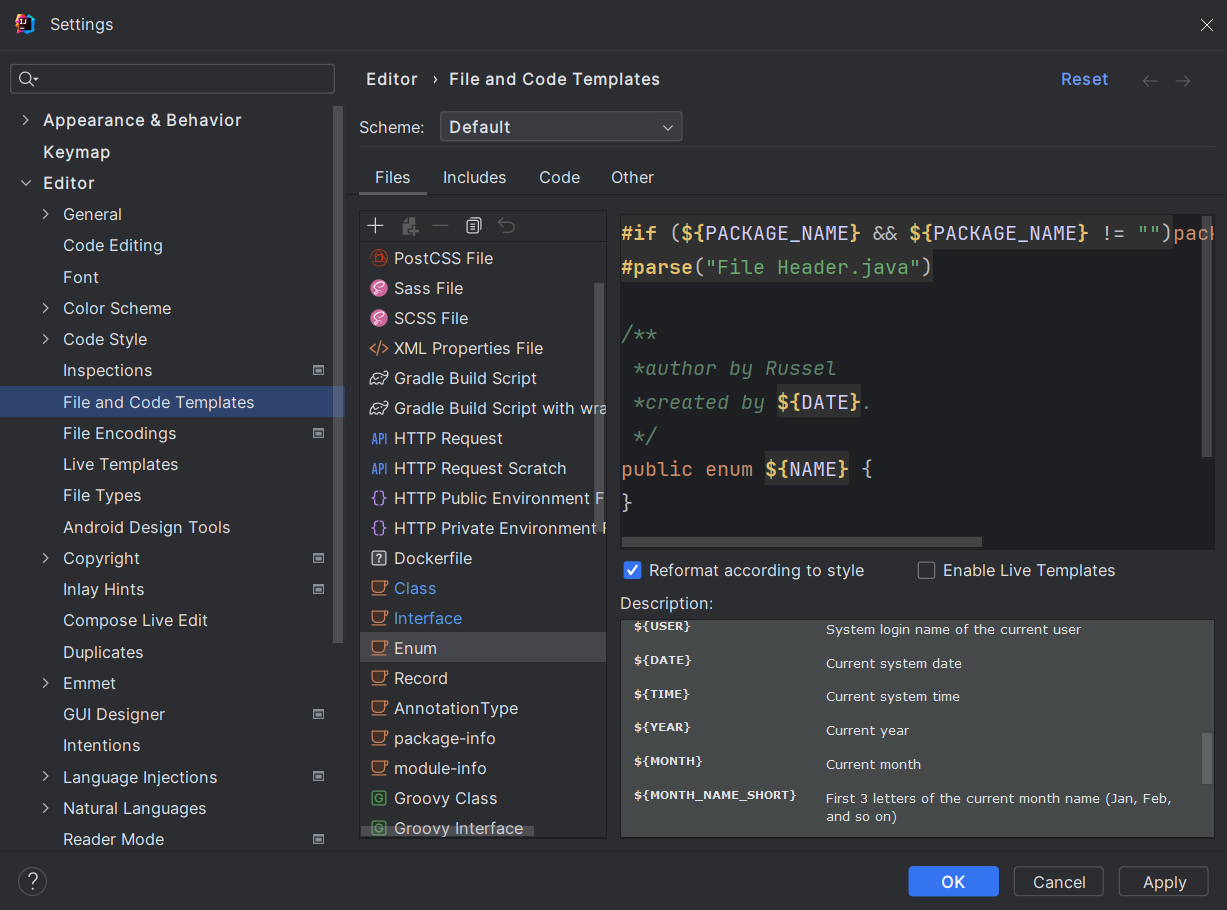 Settings
Editor › File and Code Templates
Reset
Scheme:
Default
Files
Includes
Code
Other
Appearance & Behavior
Keymap
Editor
General
Code Editing
Font
Color Scheme
Code Style
Inspections
File and Code Templates
File Encodings
Live Templates
File Types
Android Design Tools
Copyright
Inlay Hints
Compose Live Edit
Duplicates
Emmet
GUI Designer
Intentions
Language Injections
Natural Languages
Reader Mode
PostCSS File
Sass File
SCSS File
XML Properties File
Gradle Build Script
Gradle Build Script with wra
API HTTP Request
API HTTP Request Scratch
HTTP Public Environment F
HTTP Private Environment F
Dockerfile
Class
Interface
Enum
Record
AnnotationType
package-info
module-info
Groovy Class
Groovy Interface
#if (${PACKAGE_NAME} && ${PACKAGE_NAME} != "")pack
#parse("File Header.java")
/**
*author by Russel
*created by ${DATE}.
*/
public enum ${NAME} {
}
Reformat according to style
Enable Live Templates
Description:
${USER} System login name of the current user
${DATE} Current system date
${TIME} Current system time
${YEAR} Current year
${MONTH} Current month
${MONTH_NAME_SHORT} First 3 letters of the current month name (Jan, Feb,
and so on)
?
OK
Cancel
Apply